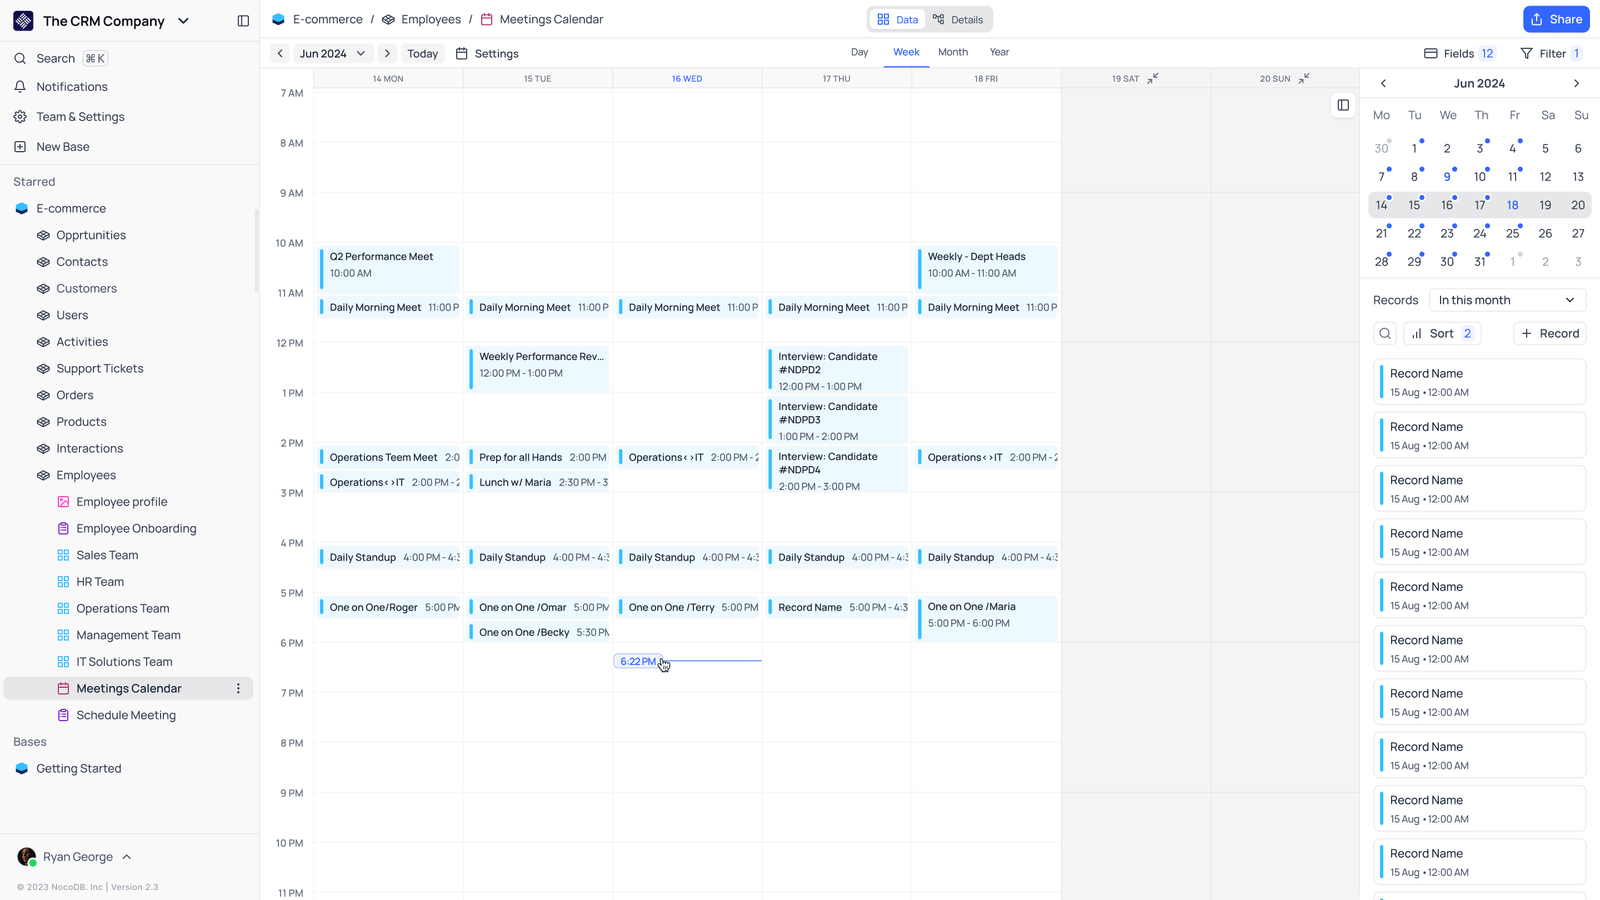 The CRM Company
Search ⌘ K
Notifications
Team & Settings
New Base
Starred
E-commerce
Opprtunities
Contacts
Customers
Users
Activities
Support Tickets
Orders
Products
Interactions
Employees
Employee profile
Employee Onboarding
Sales Team
HR Team
Operations Team
Management Team
IT Solutions Team
Meetings Calendar
Schedule Meeting
Bases
Getting Started
Ryan George
© 2023 NocoDB. Inc | Version 2.3
E-commerce / Employees / Meetings Calendar
Data Details
Share
Jun 2024 Today Settings
Day Week Month Year
Fields 12 Filter 1
14 MON 15 TUE 16 WED 17 THU 18 FRI 19 SAT 20 SUN
7 AM
8 AM
9 AM
10 AM
11 AM
12 PM
1 PM
2 PM
3 PM
4 PM
5 PM
6 PM
7 PM
8 PM
9 PM
10 PM
11 PM
Q2 Performance Meet
10:00 AM
Daily Morning Meet 11:00 P
Operations Teem Meet 2:0
Operations<>IT 2:00 PM - 2
Daily Standup 4:00 PM - 4:3
One on One/Roger 5:00 PM
Daily Morning Meet 11:00 P
Weekly Performance Rev...
12:00 PM - 1:00 PM
Prep for all Hands 2:00 PM
Lunch w/ Maria 2:30 PM - 3
Daily Standup 4:00 PM - 4:3
One on One /Omar 5:00 PM
One on One /Becky 5:30 PM
Daily Morning Meet 11:00 P
Operations<>IT 2:00 PM - 2
Daily Standup 4:00 PM - 4:3
One on One /Terry 5:00 PM
6:22 PM
Daily Morning Meet 11:00 P
Interview: Candidate
#NDPD2
12:00 PM - 1:00 PM
Interview: Candidate
#NDPD3
1:00 PM - 2:00 PM
Interview: Candidate
#NDPD4
2:00 PM - 3:00 PM
Daily Standup 4:00 PM - 4:3
Record Name 5:00 PM - 4:3
Weekly - Dept Heads
10:00 AM - 11:00 AM
Daily Morning Meet 11:00 P
Operations<>IT 2:00 PM - 2
Daily Standup 4:00 PM - 4:3
One on One /Maria
5:00 PM - 6:00 PM
Jun 2024
Mo Tu We Th Fr Sa Su
30 1 2 3 4 5 6
7 8 9 10 11 12 13
14 15 16 17 18 19 20
21 22 23 24 25 26 27
28 29 30 31 1 2 3
Records In this month
Sort 2 + Record
Record Name
15 Aug • 12:00 AM
Record Name
15 Aug • 12:00 AM
Record Name
15 Aug • 12:00 AM
Record Name
15 Aug • 12:00 AM
Record Name
15 Aug • 12:00 AM
Record Name
15 Aug • 12:00 AM
Record Name
15 Aug • 12:00 AM
Record Name
15 Aug • 12:00 AM
Record Name
15 Aug • 12:00 AM
Record Name
15 Aug • 12:00 AM